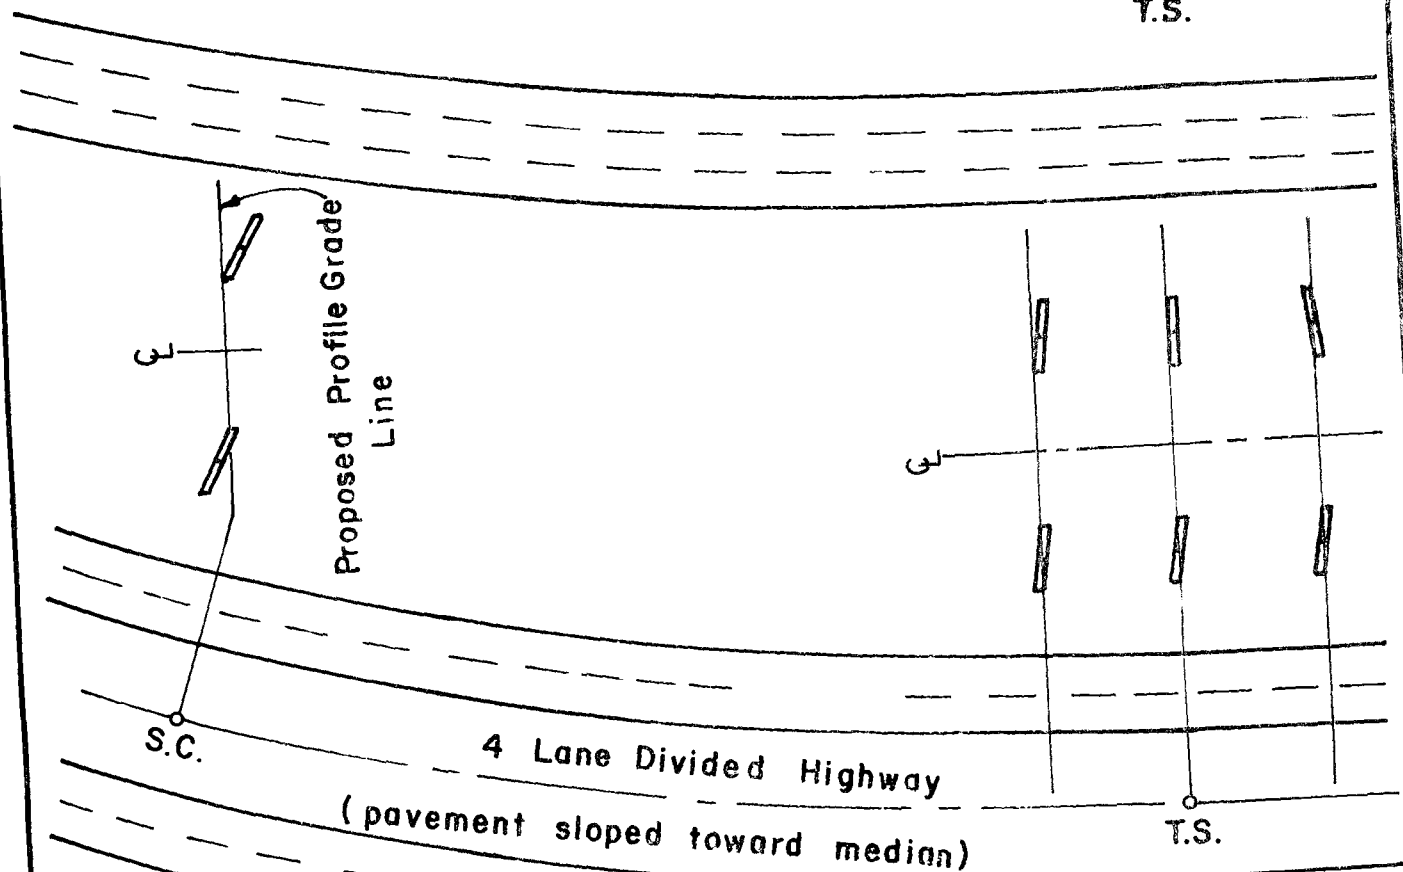 T.S.
Proposed Profile Grade
Line
℄
℄
S.C.
4 Lane Divided Highway
(pavement sloped toward median)
T.S.